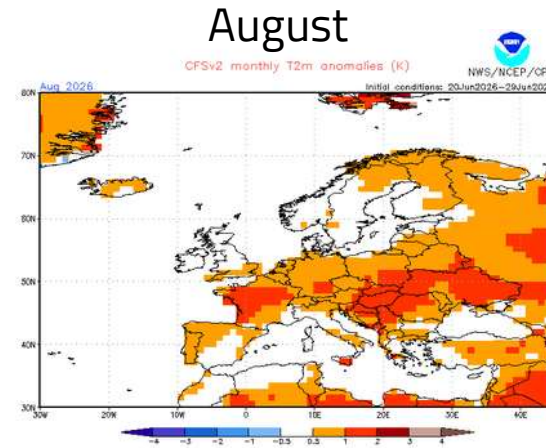 August
CFSv2 monthly T2m anomalies (K)
NWS/NCEP/CP
Aug 2026
Initial conditions: 20Jun2026-29Jun202
80N
70N
60N
50N
40N
30N
30W 20W 10W 0 10E 20E 30E 40E
-4 -3 -2 -1 -0.5 0.5 1 2 3 4